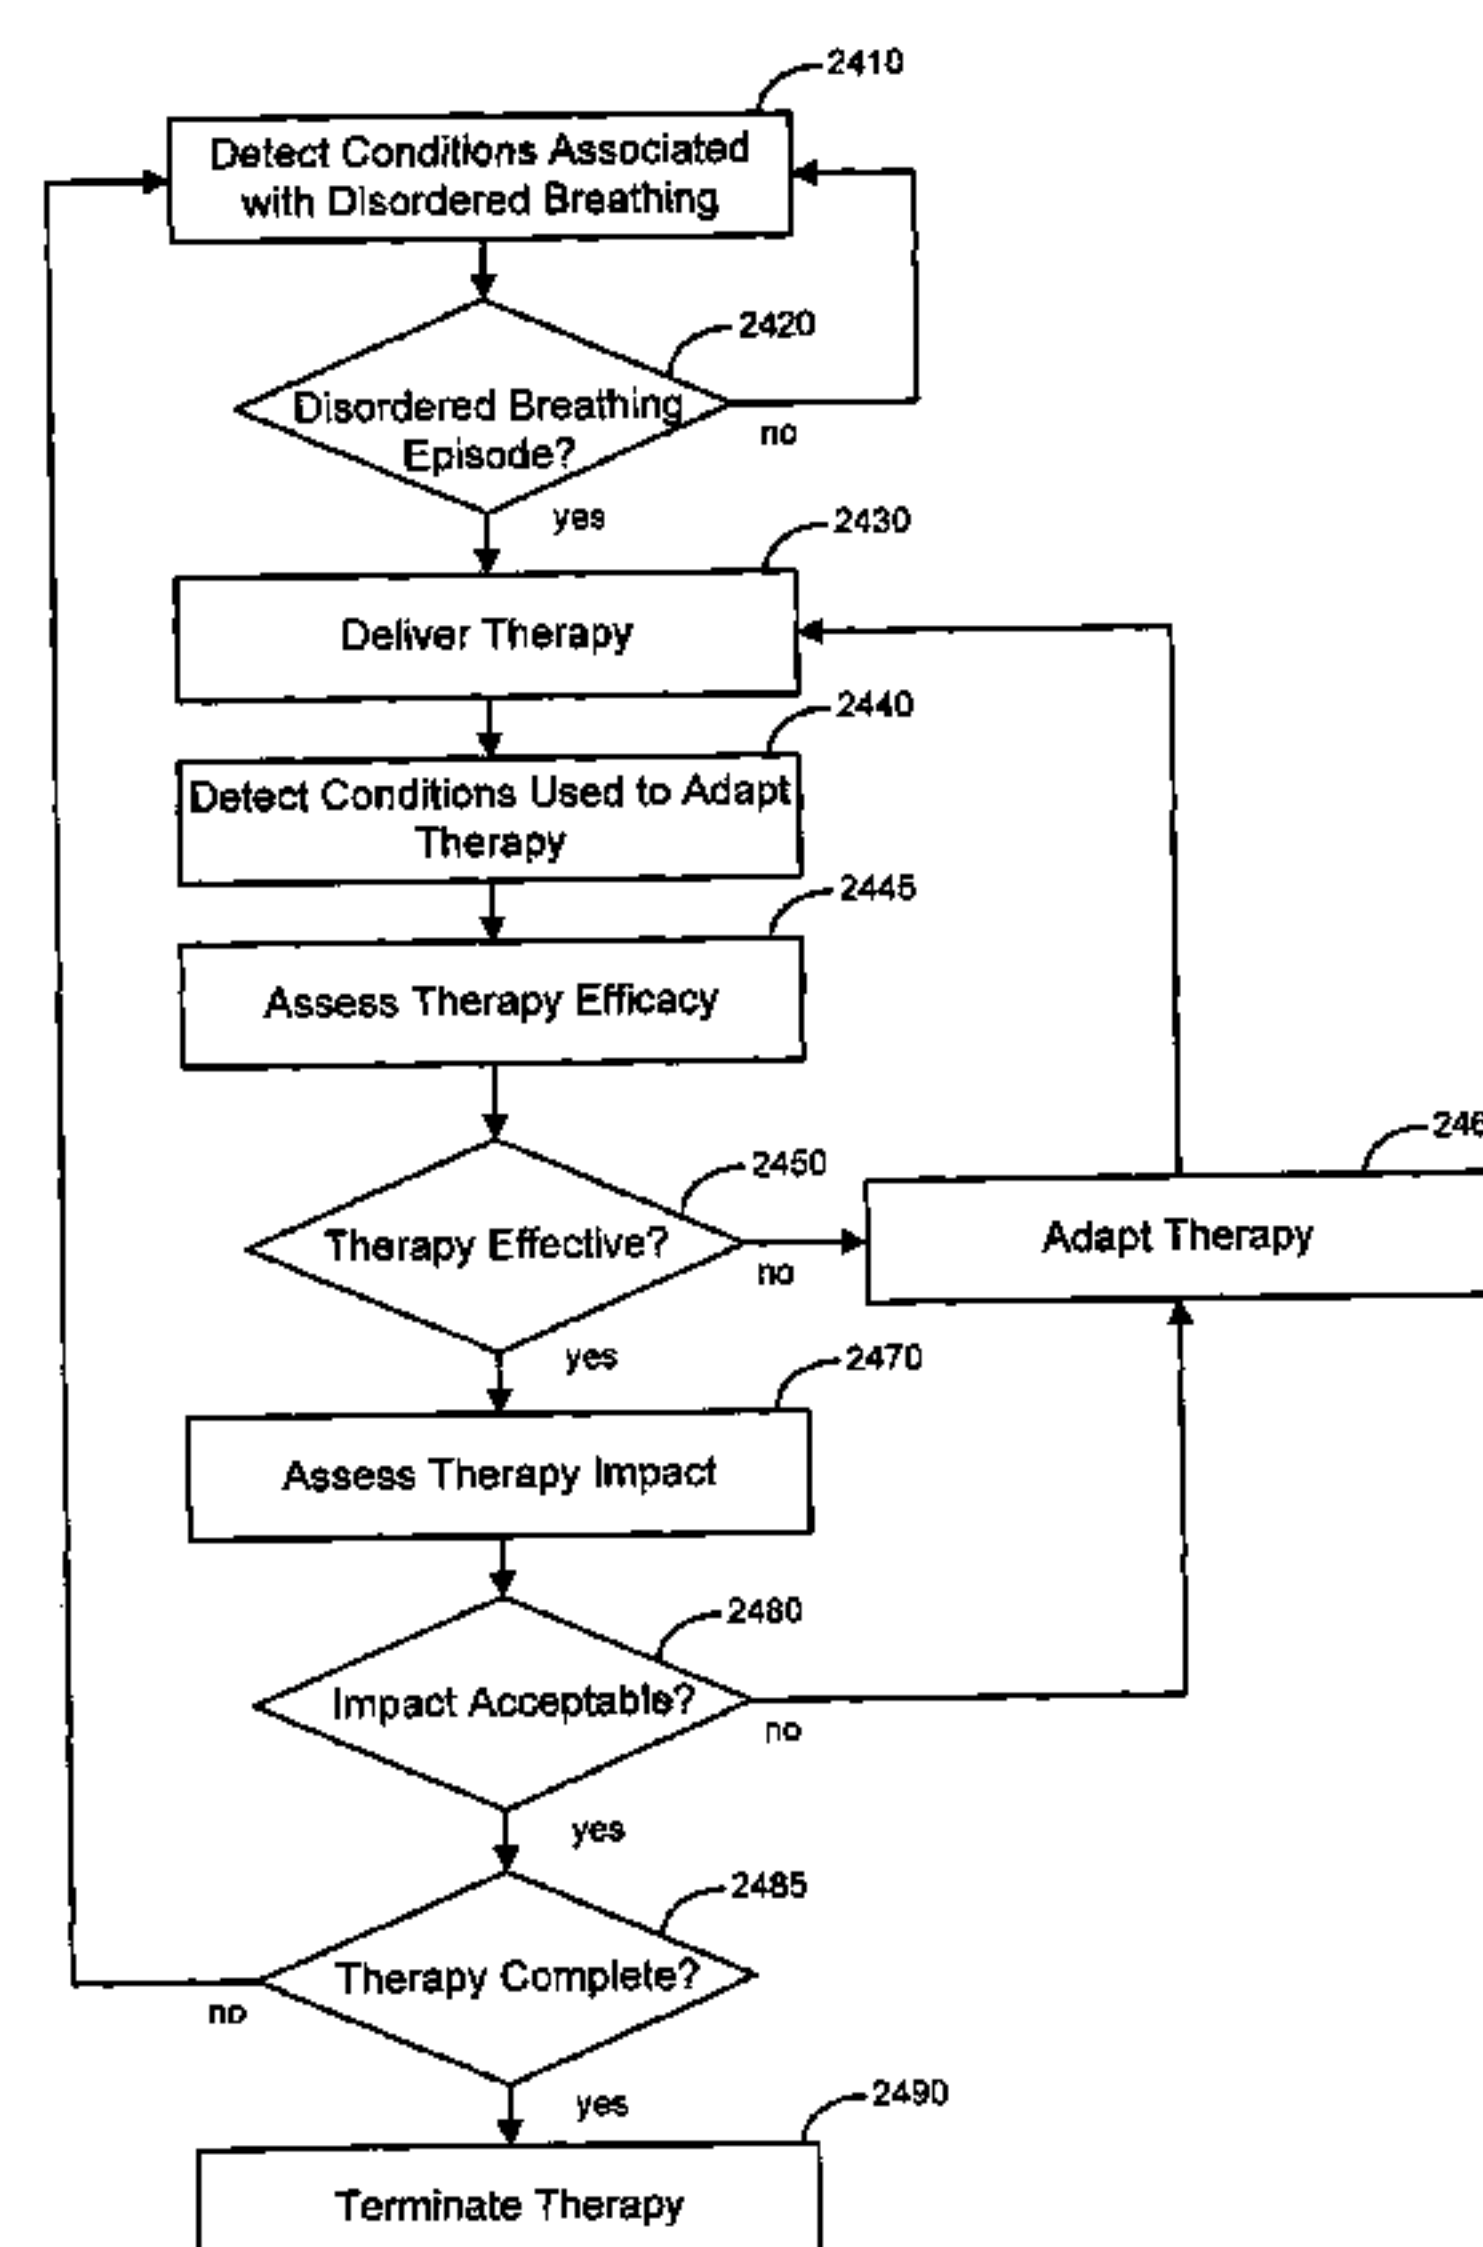 2410
Detect Conditions Associated
with Disordered Breathing
2420
Disordered Breathing
Episode?
no
yes
2430
Deliver Therapy
2440
Detect Conditions Used to Adapt
Therapy
2445
Assess Therapy Efficacy
2450
Therapy Effective?
no
246
Adapt Therapy
yes
2470
Assess Therapy Impact
2480
Impact Acceptable?
no
yes
2485
Therapy Complete?
no
yes
2490
Terminate Therapy